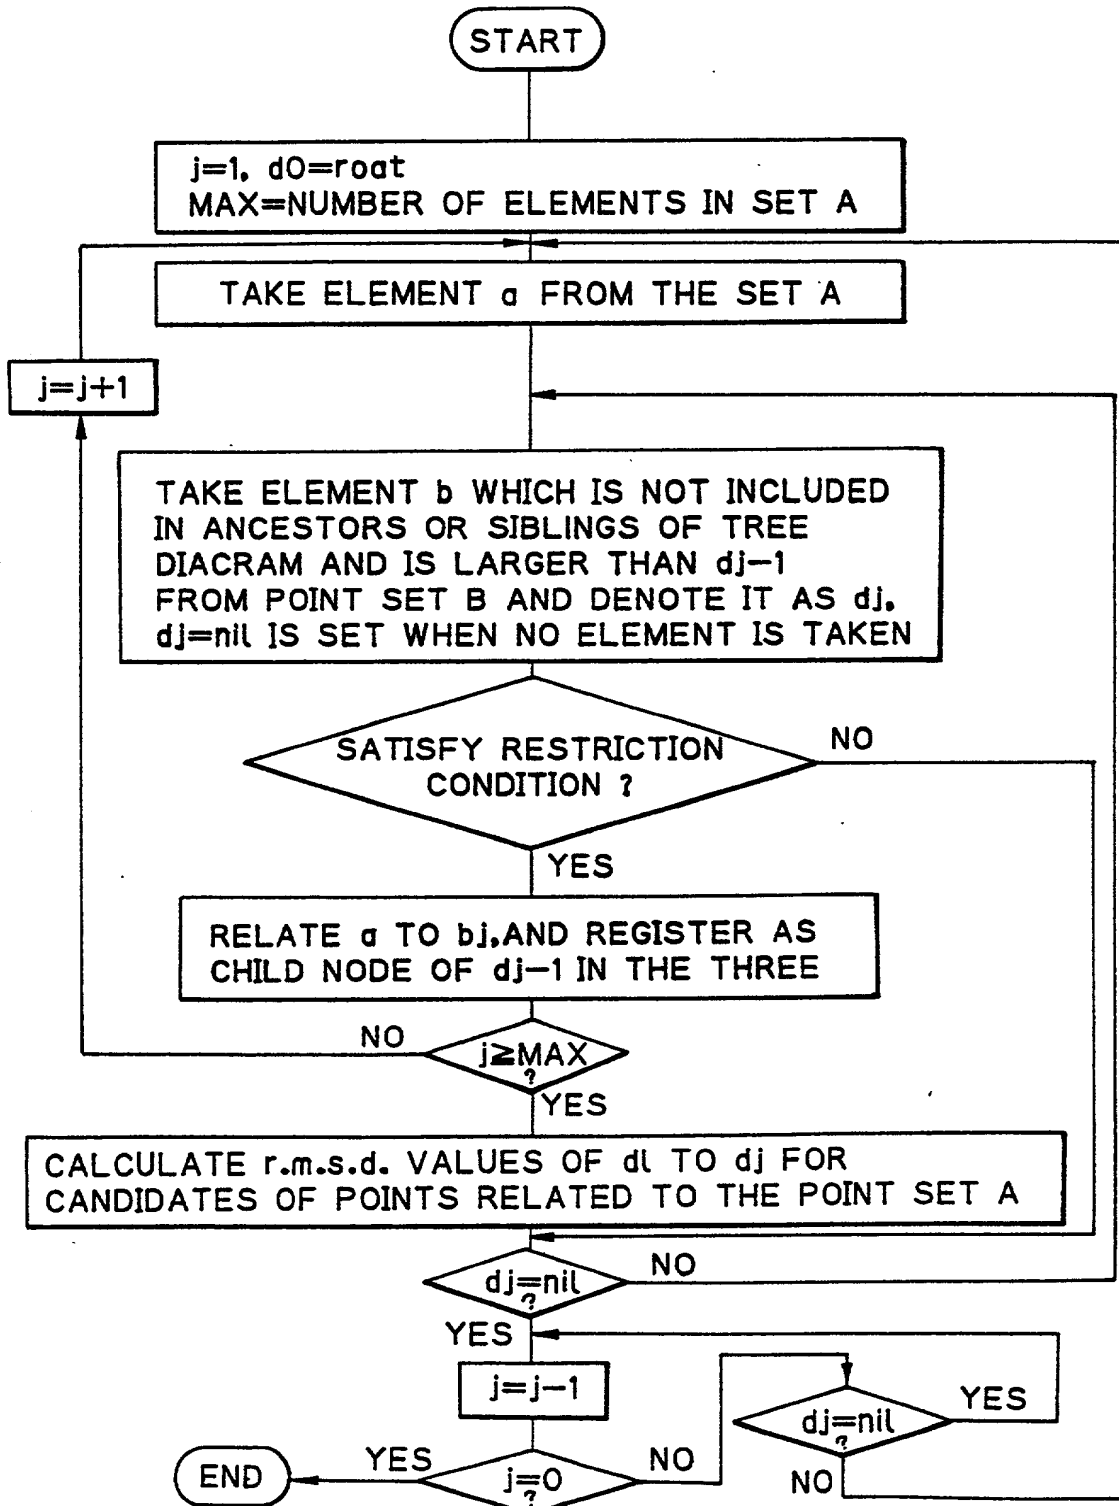 START
j=1, d0=roat
MAX=NUMBER OF ELEMENTS IN SET A
TAKE ELEMENT a FROM THE SET A
j=j+1
TAKE ELEMENT b WHICH IS NOT INCLUDED
IN ANCESTORS OR SIBLINGS OF TREE
DIACRAM AND IS LARGER THAN dj-1
FROM POINT SET B AND DENOTE IT AS dj.
dj=nil IS SET WHEN NO ELEMENT IS TAKEN
SATISFY RESTRICTION
CONDITION ?
NO
YES
RELATE a TO bj,AND REGISTER AS
CHILD NODE OF dj-1 IN THE THREE
NO
j≧MAX
?
YES
CALCULATE r.m.s.d. VALUES OF dl TO dj FOR
CANDIDATES OF POINTS RELATED TO THE POINT SET A
dj=nil
?
NO
YES
j=j-1
dj=nil
?
YES
NO
j=0
?
YES
NO
END